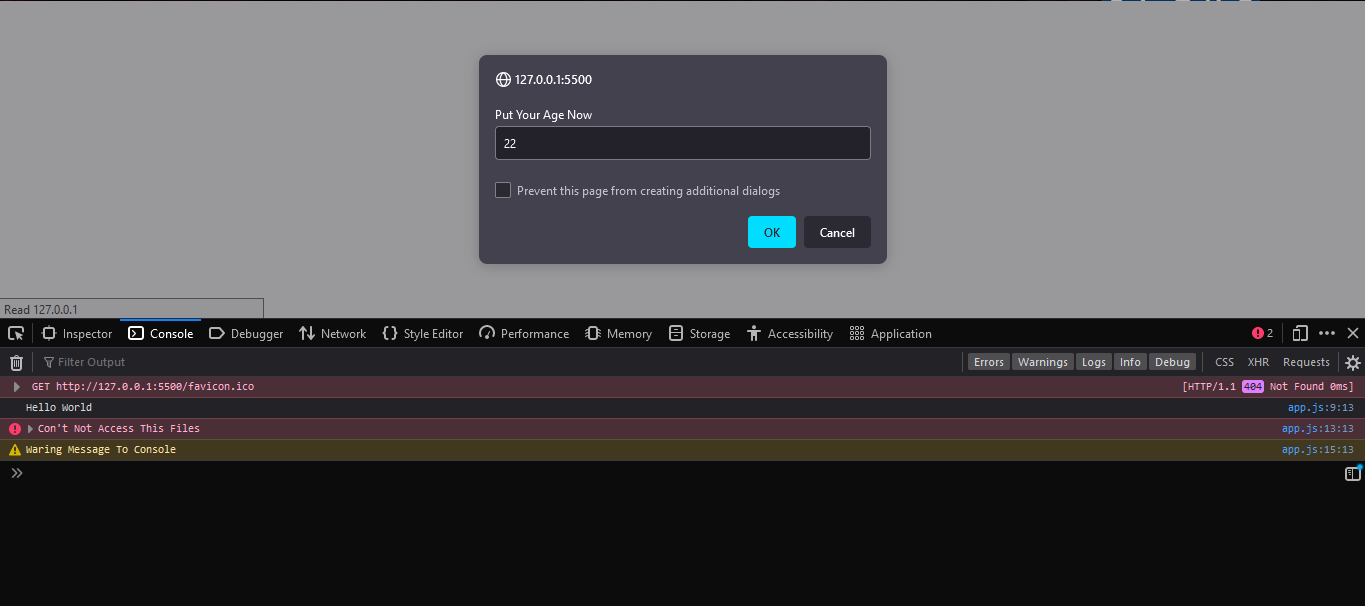 127.0.0.1:5500
Put Your Age Now
22
Prevent this page from creating additional dialogs
OK Cancel
Read 127.0.0.1
Inspector Console Debugger Network {} Style Editor Performance Memory Storage Accessibility Application 2
Filter Output Errors Warnings Logs Info Debug CSS XHR Requests
GET http://127.0.0.1:5500/favicon.ico [HTTP/1.1 404 Not Found 0ms]
Hello World app.js:9:13
Con't Not Access This Files app.js:13:13
Waring Message To Console app.js:15:13